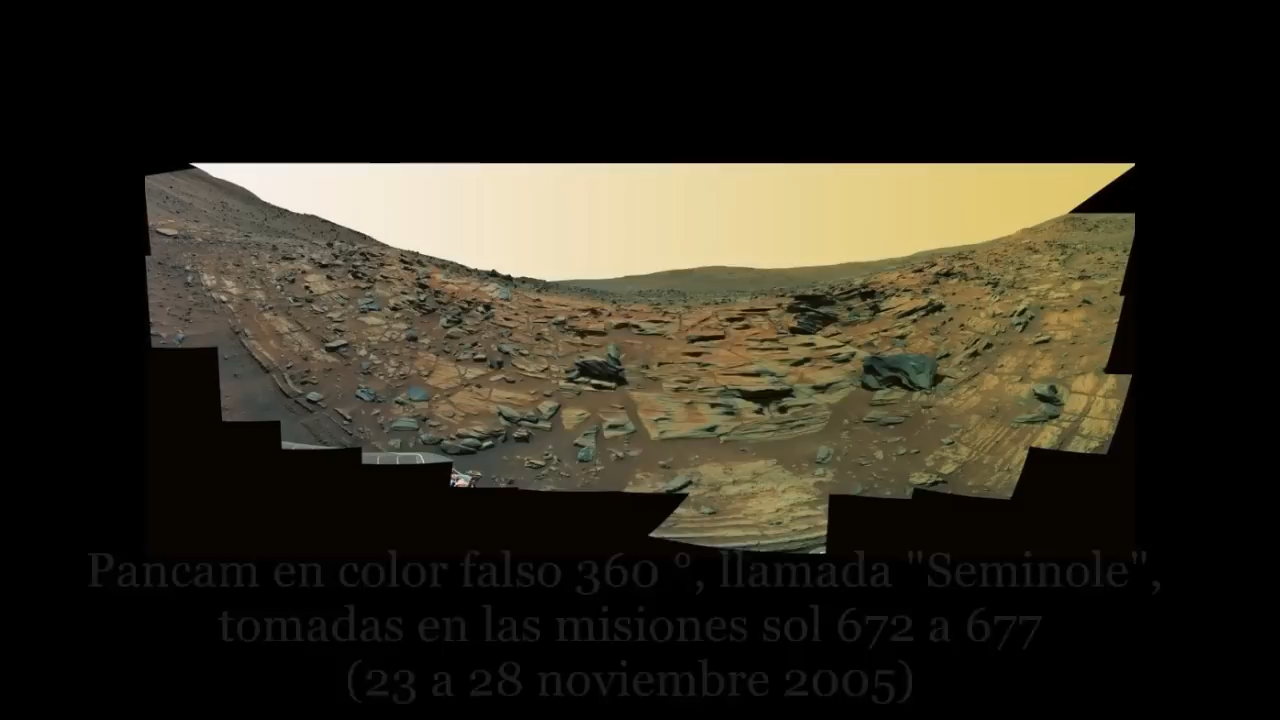 Pancam en color falso 360 °, llamada "Seminole",
tomadas en las misiones sol 672 a 677
(23 a 28 noviembre 2005)